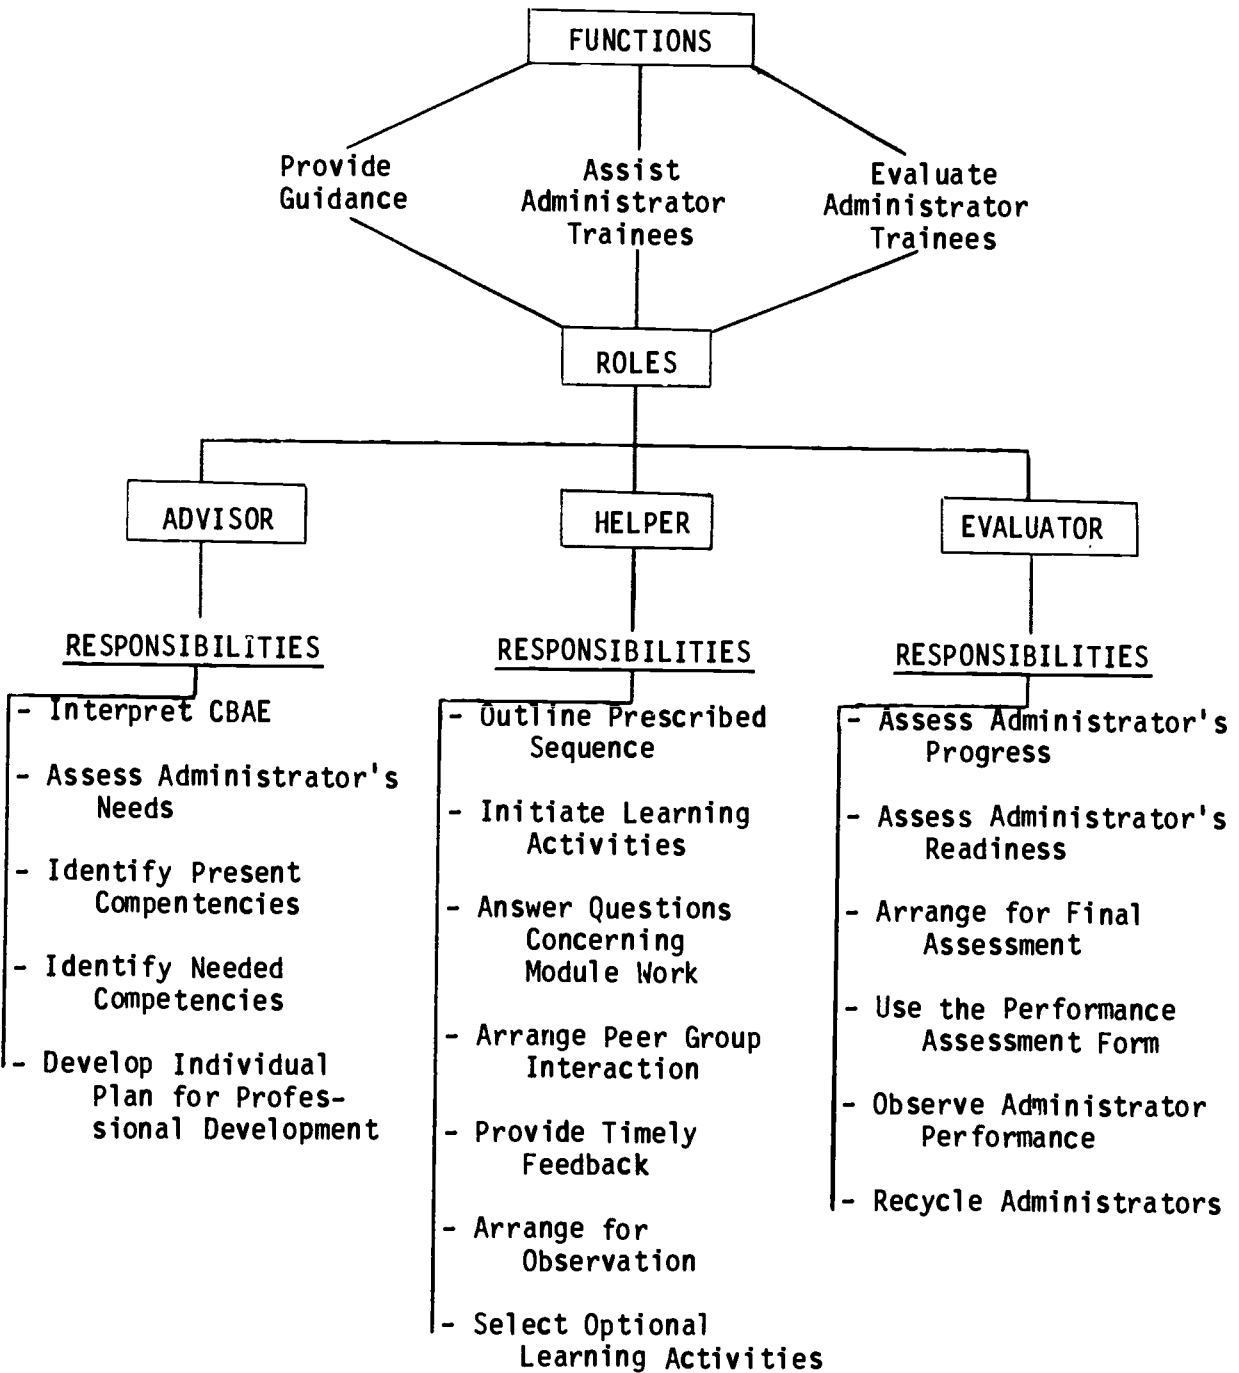 FUNCTIONS
Provide
Guidance
Assist
Administrator
Trainees
Evaluate
Administrator
Trainees
ROLES
ADVISOR
HELPER
EVALUATOR
RESPONSIBILITIES
- Interpret CBAE
- Assess Administrator's
Needs
- Identify Present
Compentencies
- Identify Needed
Competencies
- Develop Individual
Plan for Profes-
sional Development
RESPONSIBILITIES
- Outline Prescribed
Sequence
- Initiate Learning
Activities
- Answer Questions
Concerning
Module Work
- Arrange Peer Group
Interaction
- Provide Timely
Feedback
- Arrange for
Observation
- Select Optional
Learning Activities
RESPONSIBILITIES
- Assess Administrator's
Progress
- Assess Administrator's
Readiness
- Arrange for Final
Assessment
- Use the Performance
Assessment Form
- Observe Administrator
Performance
- Recycle Administrators